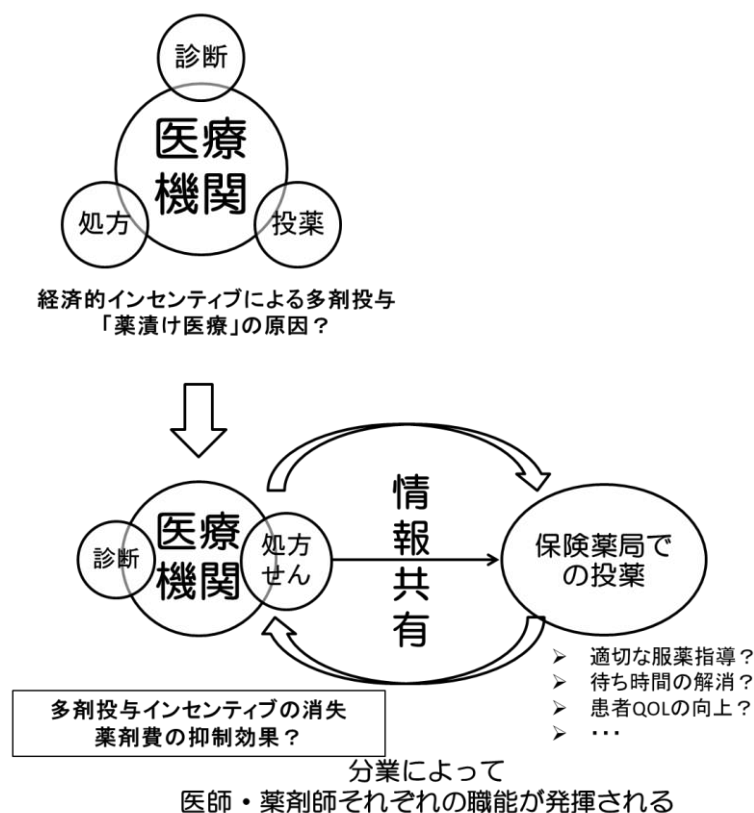 診断
医療
機関
処方
投薬
経済的インセンティブによる多剤投与
「薬漬け医療」の原因？
診断
医療
機関
処方
せん
情報共有
保険薬局で
の投薬
➢ 適切な服薬指導？
➢ 待ち時間の解消？
➢ 患者QOLの向上？
➢ ・・・
多剤投与インセンティブの消失
薬剤費の抑制効果？
分業によって
医師・薬剤師それぞれの職能が発揮される